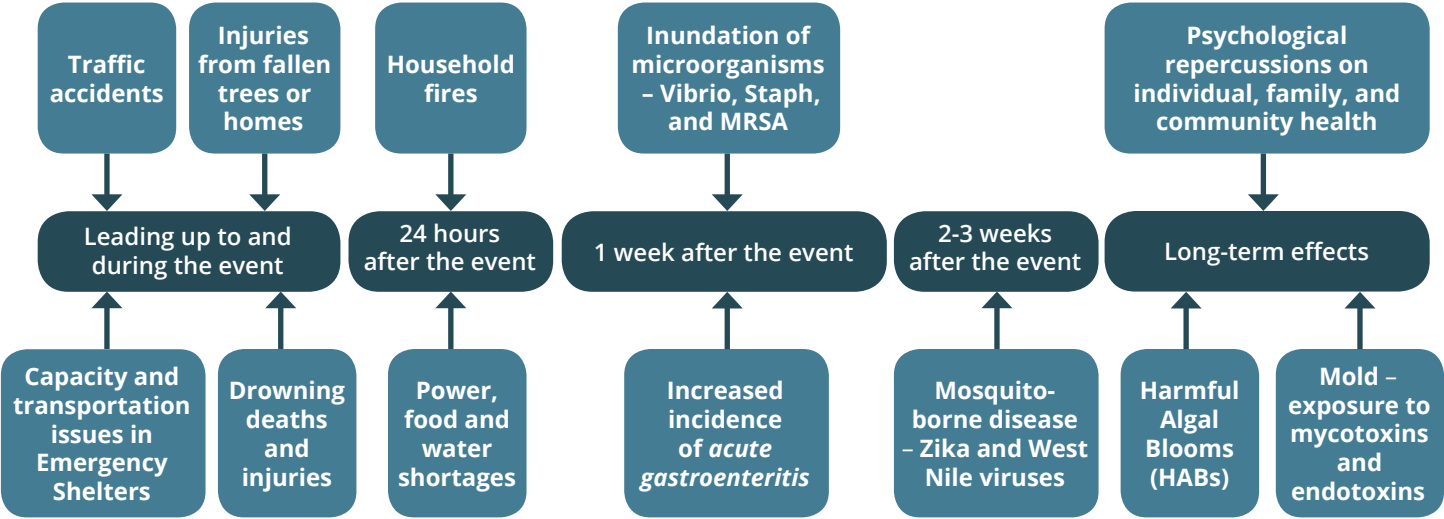 Traffic
accidents
Injuries
from fallen
trees or
homes
Household
fires
Inundation of
microorganisms
– Vibrio, Staph,
and MRSA
Psychological
repercussions on
individual, family, and
community health
Leading up to and
during the event
24 hours
after the event
1 week after the event
2-3 weeks
after the event
Long-term effects
Capacity and
transportation
issues in
Emergency
Shelters
Drowning
deaths
and
injuries
Power,
food and
water
shortages
Increased
incidence
of acute
gastroenteritis
Mosquito-
borne disease
– Zika and West
Nile viruses
Harmful
Algal
Blooms
(HABs)
Mold –
exposure to
mycotoxins
and
endotoxins